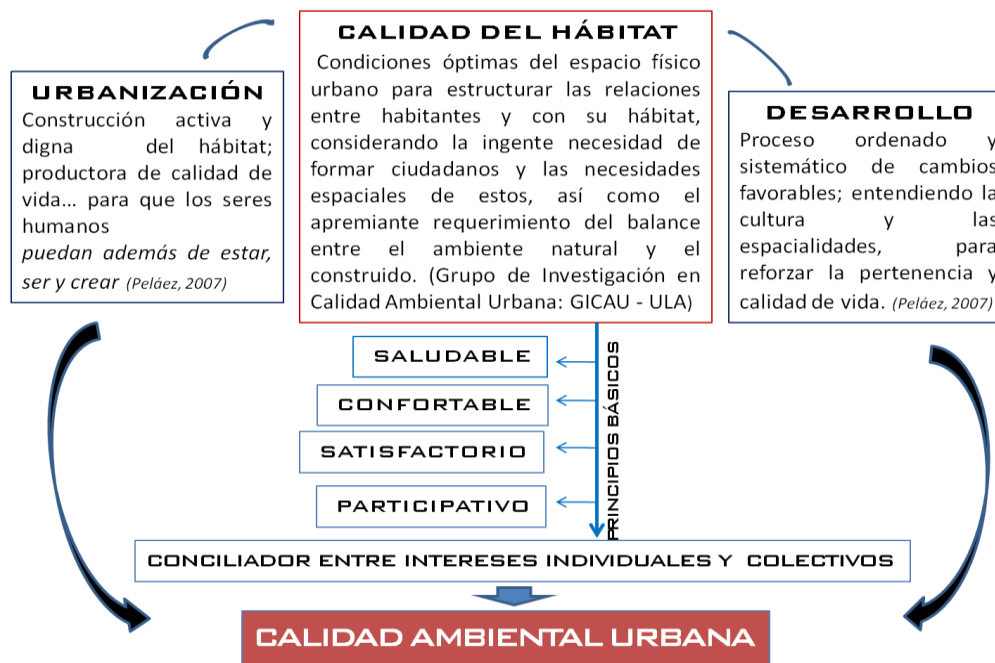 CALIDAD DEL HÁBITAT
Condiciones óptimas del espacio físico
urbano para estructurar las relaciones
entre habitantes y con su hábitat,
considerando la ingente necesidad de
formar ciudadanos y las necesidades
espaciales de estos, así como el
apremiante requerimiento del balance
entre el ambiente natural y el
construido. (Grupo de Investigación en
Calidad Ambiental Urbana: GICAU - ULA)
URBANIZACIÓN
Construcción activa y
digna del hábitat;
productora de calidad de
vida... para que los seres
humanos
puedan además de estar,
ser y crear (Peláez, 2007)
DESARROLLO
Proceso ordenado y
sistemático de cambios
favorables; entendiendo la
cultura y las
espacialidades, para
reforzar la pertenencia y
calidad de vida. (Peláez, 2007)
PRINCIPIOS BÁSICOS
SALUDABLE
CONFORTABLE
SATISFACTORIO
PARTICIPATIVO
CONCILIADOR ENTRE INTERESES INDIVIDUALES Y COLECTIVOS
CALIDAD AMBIENTAL URBANA